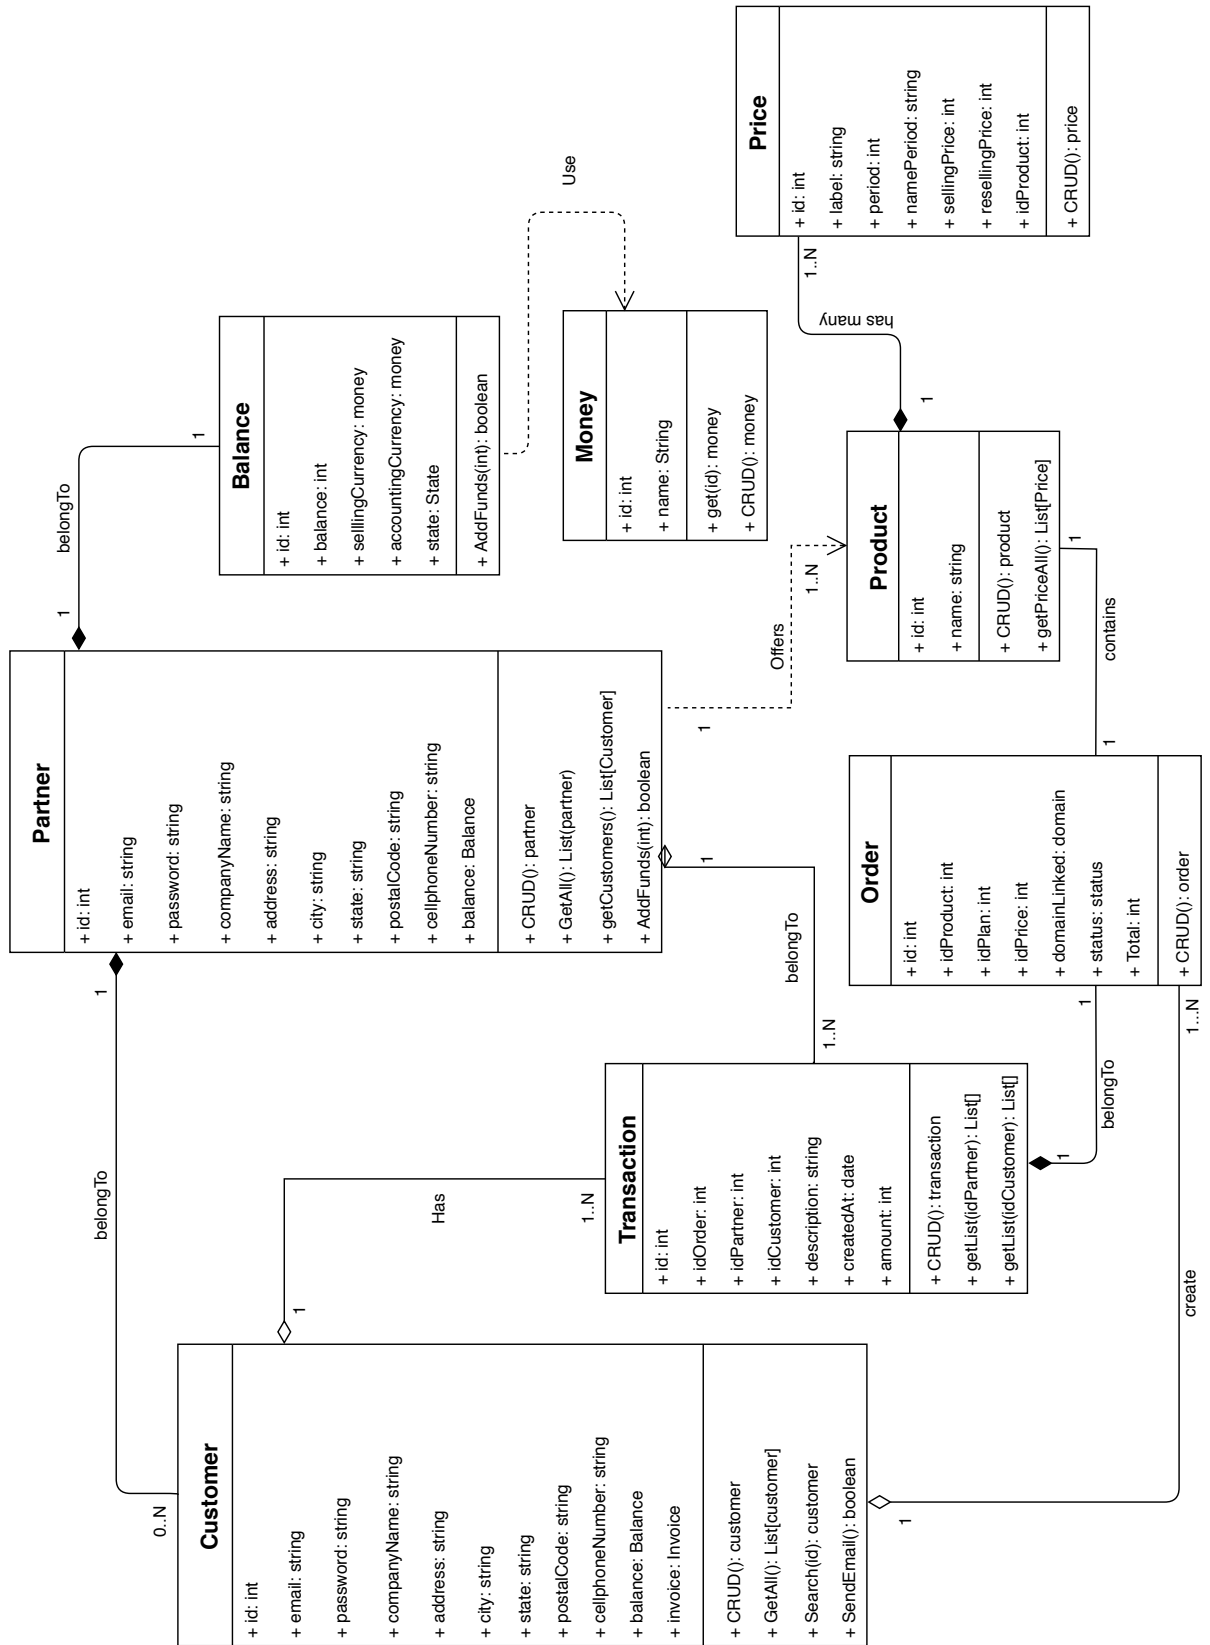 Partner
+ id: int
+ email: string
+ password: string
+ companyName: string
+ address: string
+ city: string
+ state: string
+ postalCode: string
+ cellphoneNumber: string
+ balance: Balance
+ CRUD(): partner
+ GetAll(): List(partner)
+ getCustomers(): List[Customer]
+ AddFunds(int): boolean
belongTo
1
1
belongTo
1
0..N
Customer
+ id: int
+ email: string
+ password: string
+ companyName: string
+ address: string
+ city: string
+ state: string
+ postalCode: string
+ cellphoneNumber: string
+ balance: Balance
+ invoice: Invoice
+ CRUD(): customer
+ GetAll(): List[customer]
+ Search(id): customer
+ SendEmail(): boolean
Has
1
1..N
Balance
+ id: int
+ balance: int
+ selllingCurrency: money
+ accountingCurrency: money
+ state: State
+ AddFunds(int): boolean
Use
Money
+ id: int
+ name: String
+ get(id): money
+ CRUD(): money
Transaction
+ id: int
+ idOrder: int
+ idPartner: int
+ idCustomer: int
+ description: string
+ createdAt: date
+ amount: int
+ CRUD(): transaction
+ getList(idPartner): List[]
+ getList(idCustomer): List[]
belongTo
1
1..N
Offers
1
1..N
Price
+ id: int
+ label: string
+ period: int
+ namePeriod: string
+ sellingPrice: int
+ resellingPrice: int
+ idProduct: int
+ CRUD(): price
has many
1..N
1
Product
+ id: int
+ name: string
+ CRUD(): product
+ getPriceAll(): List[Price]
contains
1
1
Order
+ id: int
+ idProduct: int
+ idPlan: int
+ idPrice: int
+ domainLinked: domain
+ status: status
+ Total: int
+ CRUD(): order
belongTo
1
1
create
1
1...N